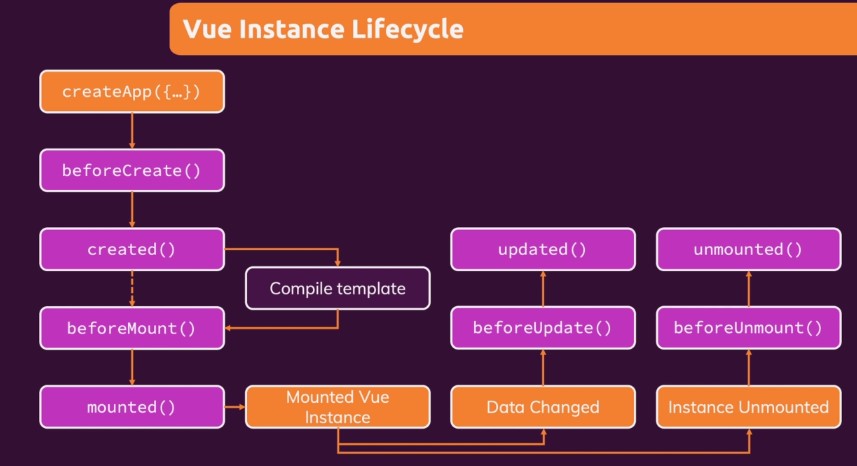 Vue Instance Lifecycle
createApp({…})
beforeCreate()
created()
Compile template
beforeMount()
mounted()
Mounted Vue
Instance
updated()
beforeUpdate()
Data Changed
unmounted()
beforeUnmount()
Instance Unmounted